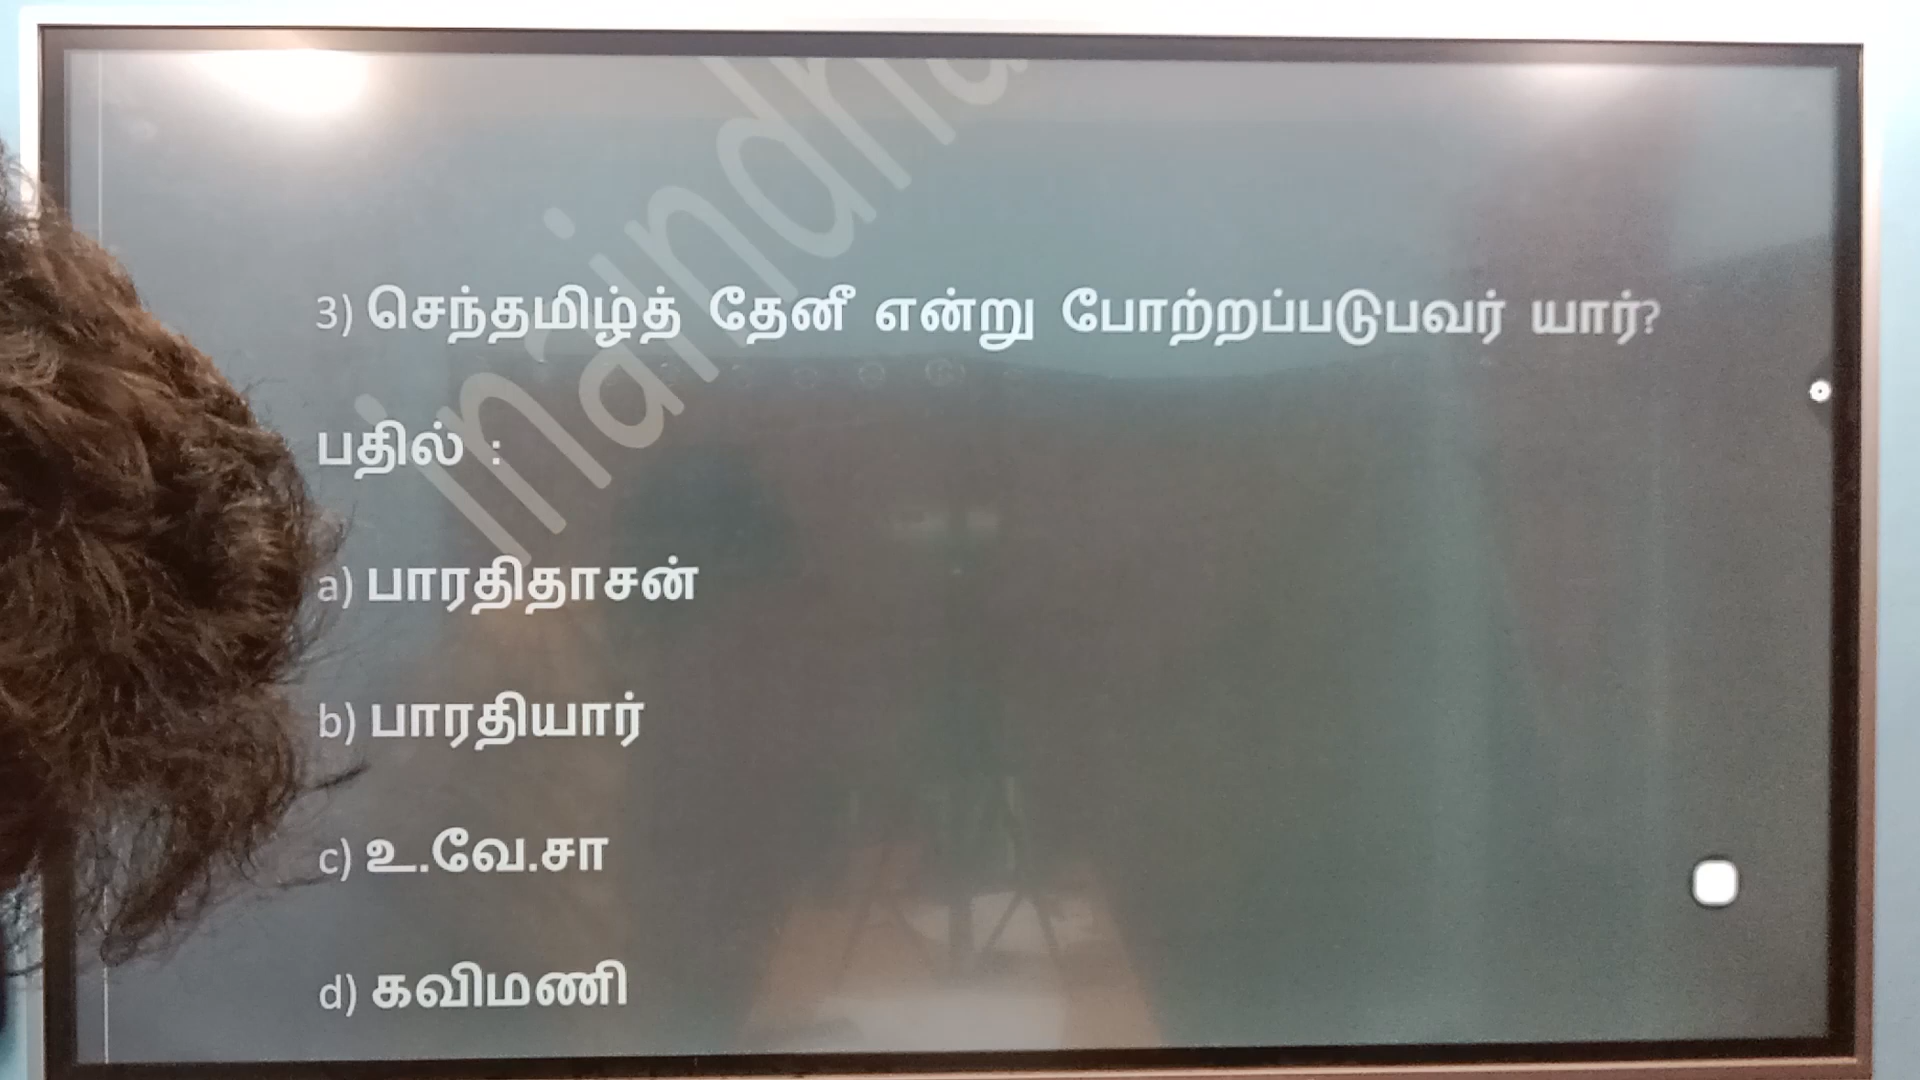 3) செந்தமிழ்த் தேனீ என்று போற்றப்படுபவர் யார்?
பதில் :
a) பாரதிதாசன்
b) பாரதியார்
c) உ.வே.சா
d) கவிமணி